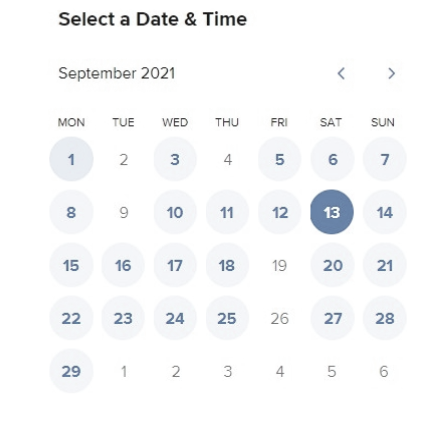 Select a Date & Time
September 2021
MON TUE WED THU FRI SAT SUN
1 2 3 4 5 6 7
8 9 10 11 12 13 14
15 16 17 18 19 20 21
22 23 24 25 26 27 28
29 1 2 3 4 5 6